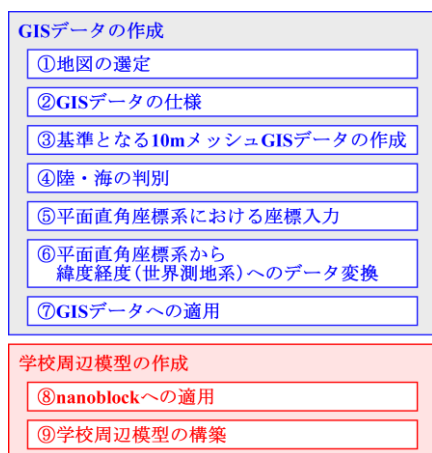 GISデータの作成
①地図の選定
②GISデータの仕様
③基準となる10mメッシュGISデータの作成
④陸・海の判別
⑤平面直角座標系における座標入力
⑥平面直角座標系から
緯度経度(世界測地系)へのデータ変換
⑦GISデータへの適用
学校周辺模型の作成
⑧nanoblockへの適用
⑨学校周辺模型の構築